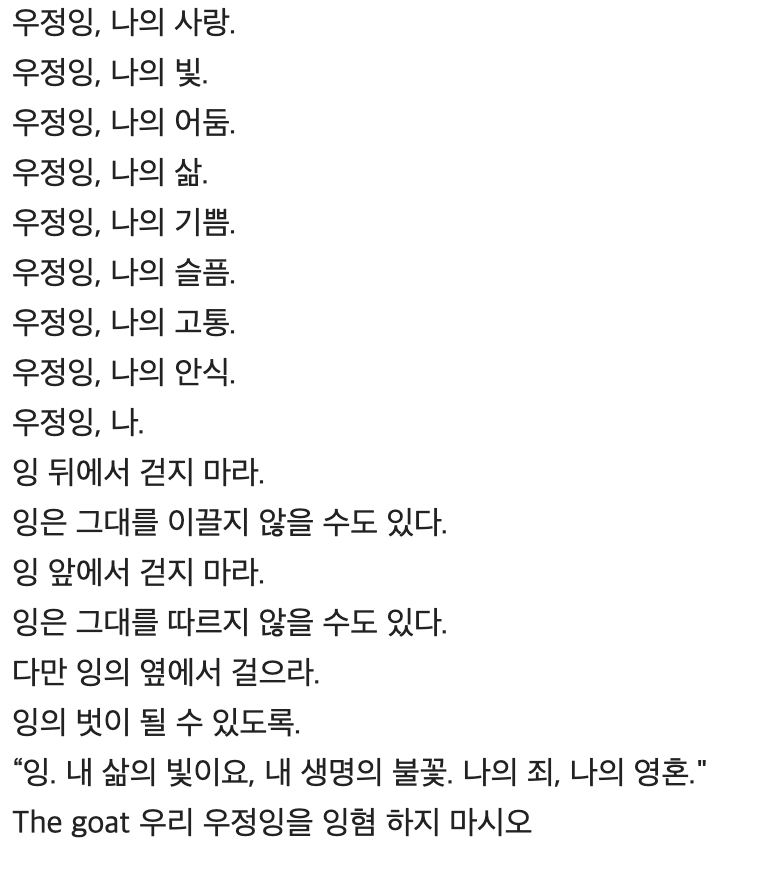 우정잉, 나의 사랑.
우정잉, 나의 빛.
우정잉, 나의 어둠.
우정잉, 나의 삶.
우정잉, 나의 기쁨.
우정잉, 나의 슬픔.
우정잉, 나의 고통.
우정잉, 나의 안식.
우정잉, 나.
잉 뒤에서 걷지 마라.
잉은 그대를 이끌지 않을 수도 있다.
잉 앞에서 걷지 마라.
잉은 그대를 따르지 않을 수도 있다.
다만 잉의 옆에서 걸으라.
잉의 벗이 될 수 있도록.
“잉. 내 삶의 빛이요, 내 생명의 불꽃. 나의 죄, 나의 영혼."
The goat 우리 우정잉을 잉혐 하지 마시오